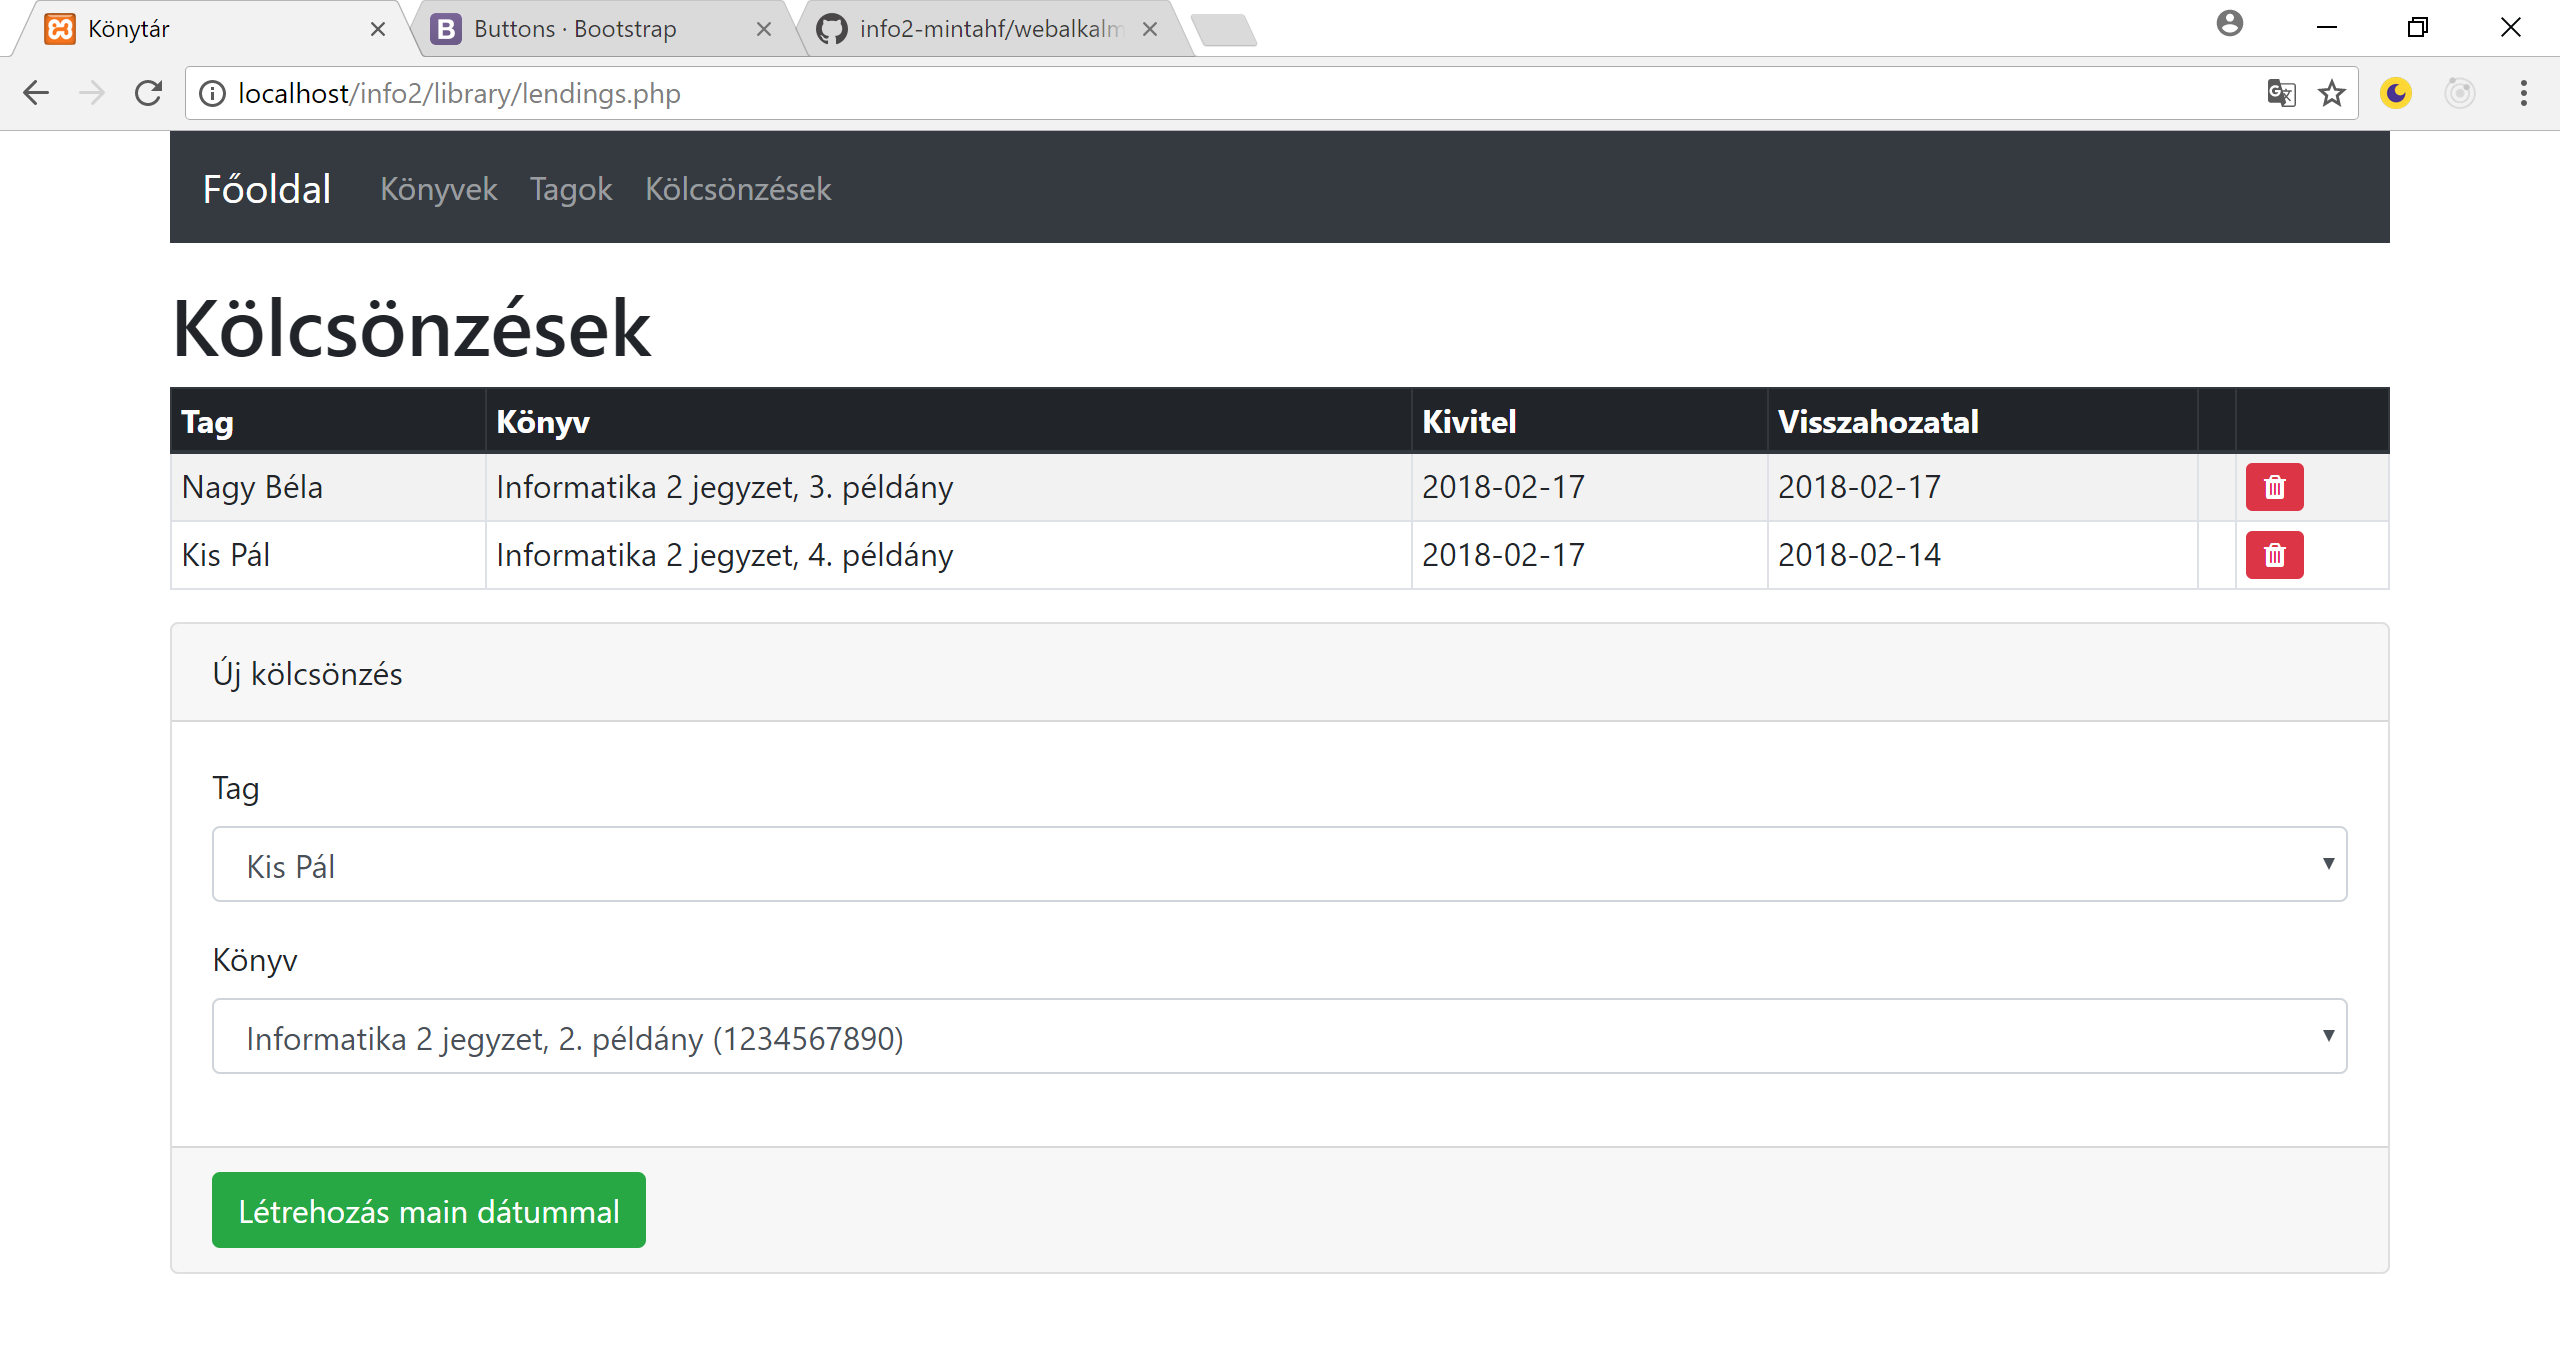 Könytár
Buttons · Bootstrap
info2-mintahf/webalkalm
localhost/info2/library/lendings.php
Főoldal Könyvek Tagok Kölcsönzések
Kölcsönzések
Tag Könyv Kivitel Visszahozatal
Nagy Béla Informatika 2 jegyzet, 3. példány 2018-02-17 2018-02-17
Kis Pál Informatika 2 jegyzet, 4. példány 2018-02-17 2018-02-14
Új kölcsönzés
Tag
Kis Pál
Könyv
Informatika 2 jegyzet, 2. példány (1234567890)
Létrehozás main dátummal